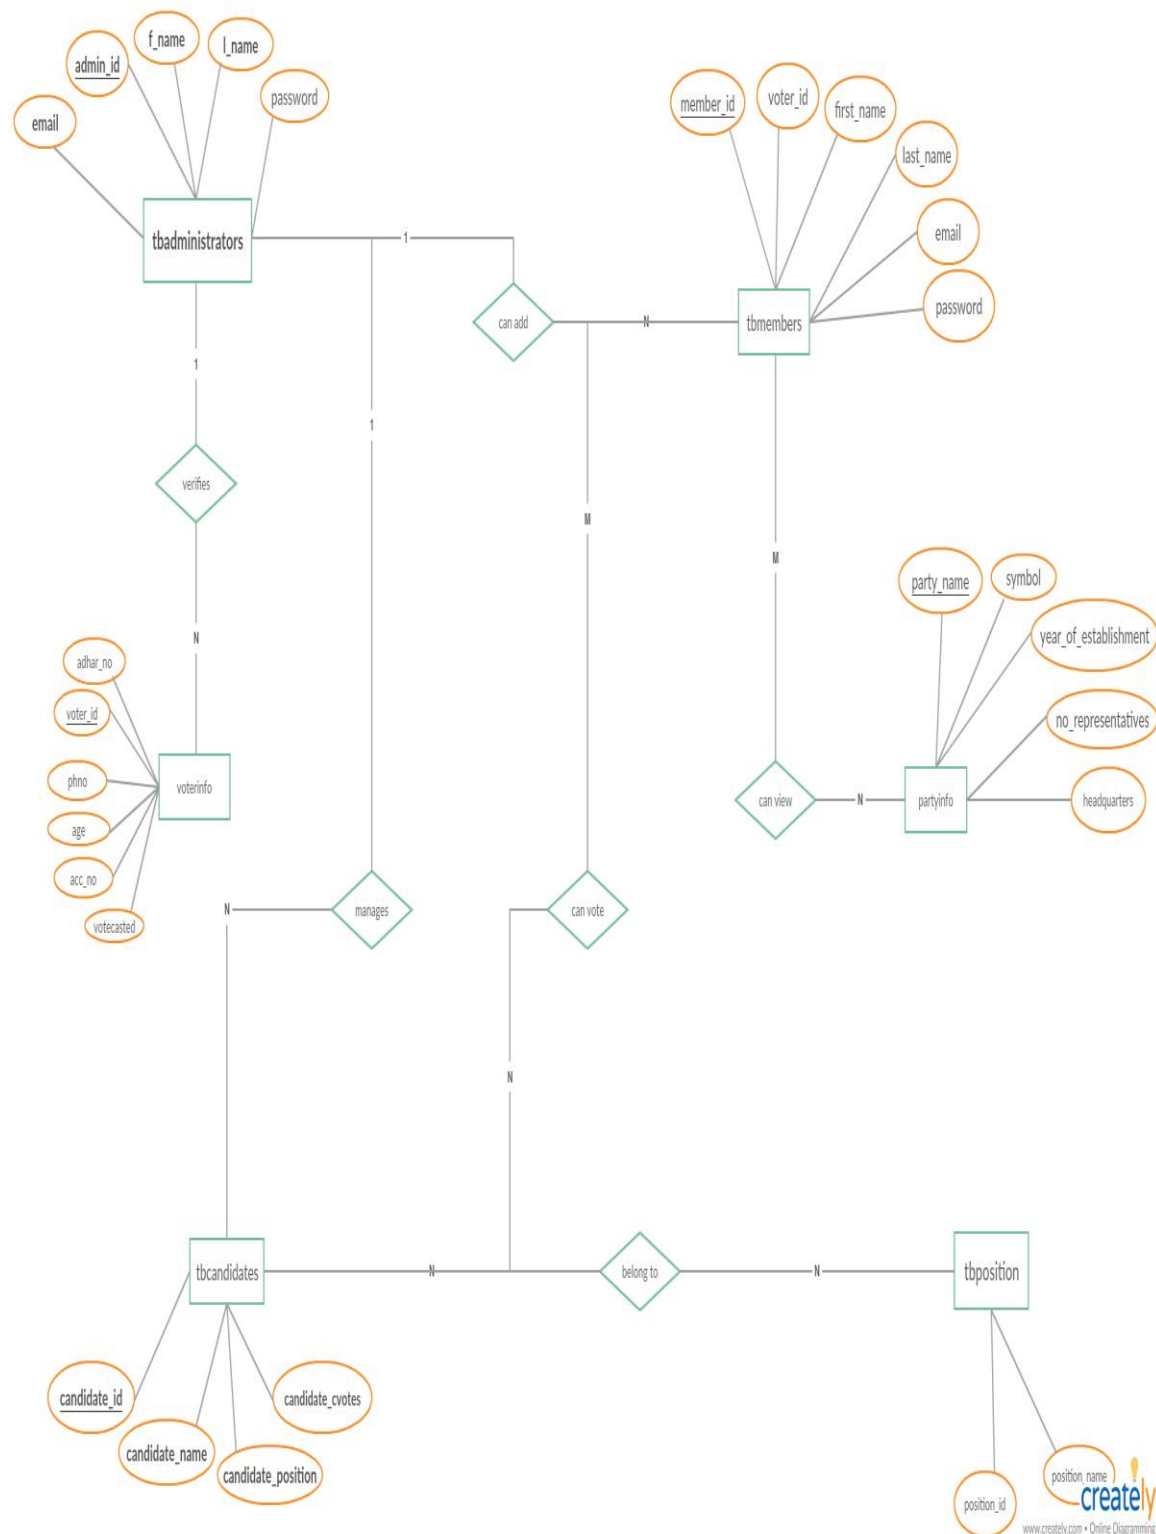 f_name
l_name
admin_id
password
email
member_id
voter_id
first_name
last_name
email
password
tbadministrators
1
can add
N
tbmembers
1
1
verifies
M
M
N
party_name
symbol
year_of_establishment
no_representatives
headquarters
adhar_no
voter_id
phno
age
acc_no
votecasted
voterinfo
can view
N
partyinfo
N
manages
can vote
N
tbcandidates
N
belong to
N
tbposition
candidate_id
candidate_cvotes
candidate_name
candidate_position
position_name
position_id
creately
www.creately.com • Online Diagramming